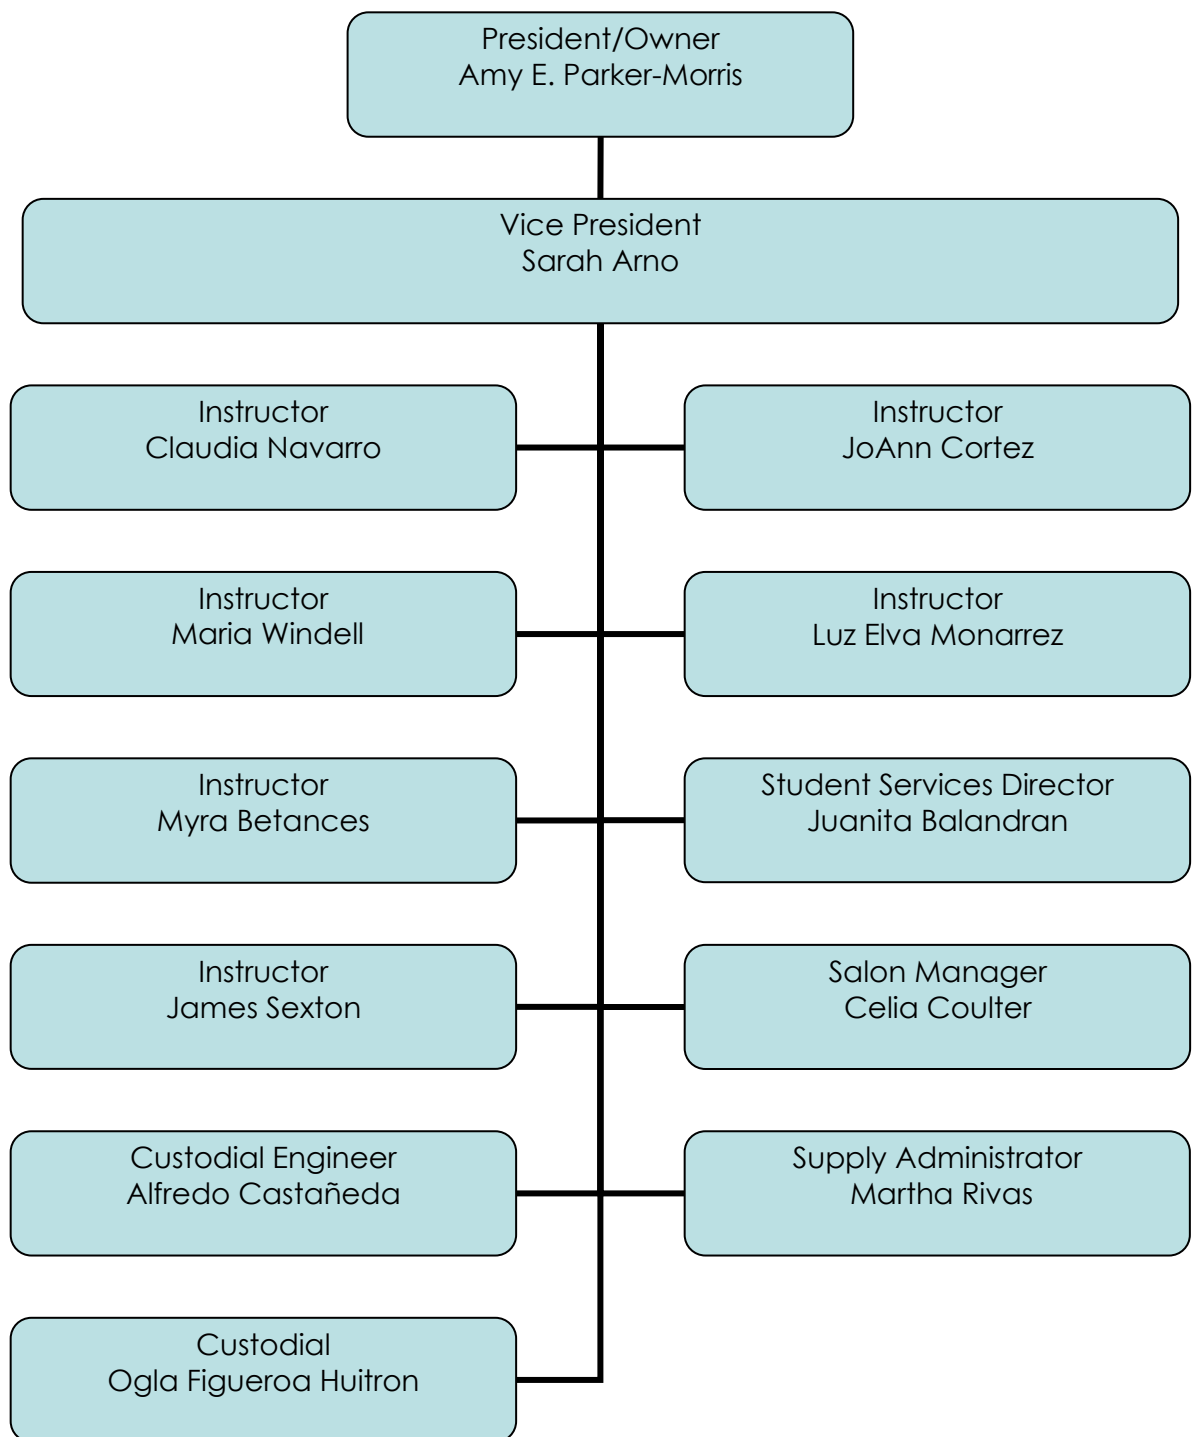 President/Owner
Amy E. Parker-Morris
Vice President
Sarah Arno
Instructor
Claudia Navarro
Instructor
JoAnn Cortez
Instructor
Maria Windell
Instructor
Luz Elva Monarrez
Instructor
Myra Betances
Student Services Director
Juanita Balandran
Instructor
James Sexton
Salon Manager
Celia Coulter
Custodial Engineer
Alfredo Castañeda
Supply Administrator
Martha Rivas
Custodial
Ogla Figueroa Huitron